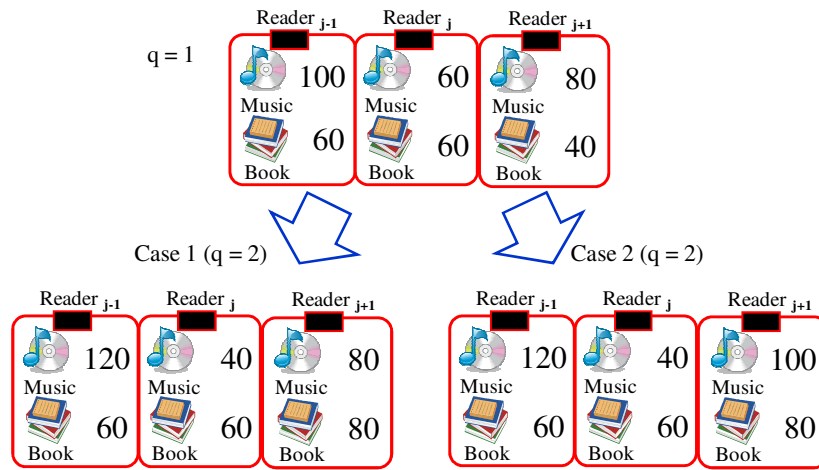 Reader j-1 Reader j Reader j+1
q = 1
100 60 80
Music Music Music
60 60 40
Book Book Book
Case 1 (q = 2) Case 2 (q = 2)
Reader j-1 Reader j Reader j+1 Reader j-1 Reader j Reader j+1
120 40 80 120 40 100
Music Music Music Music Music Music
60 60 80 60 60 80
Book Book Book Book Book Book